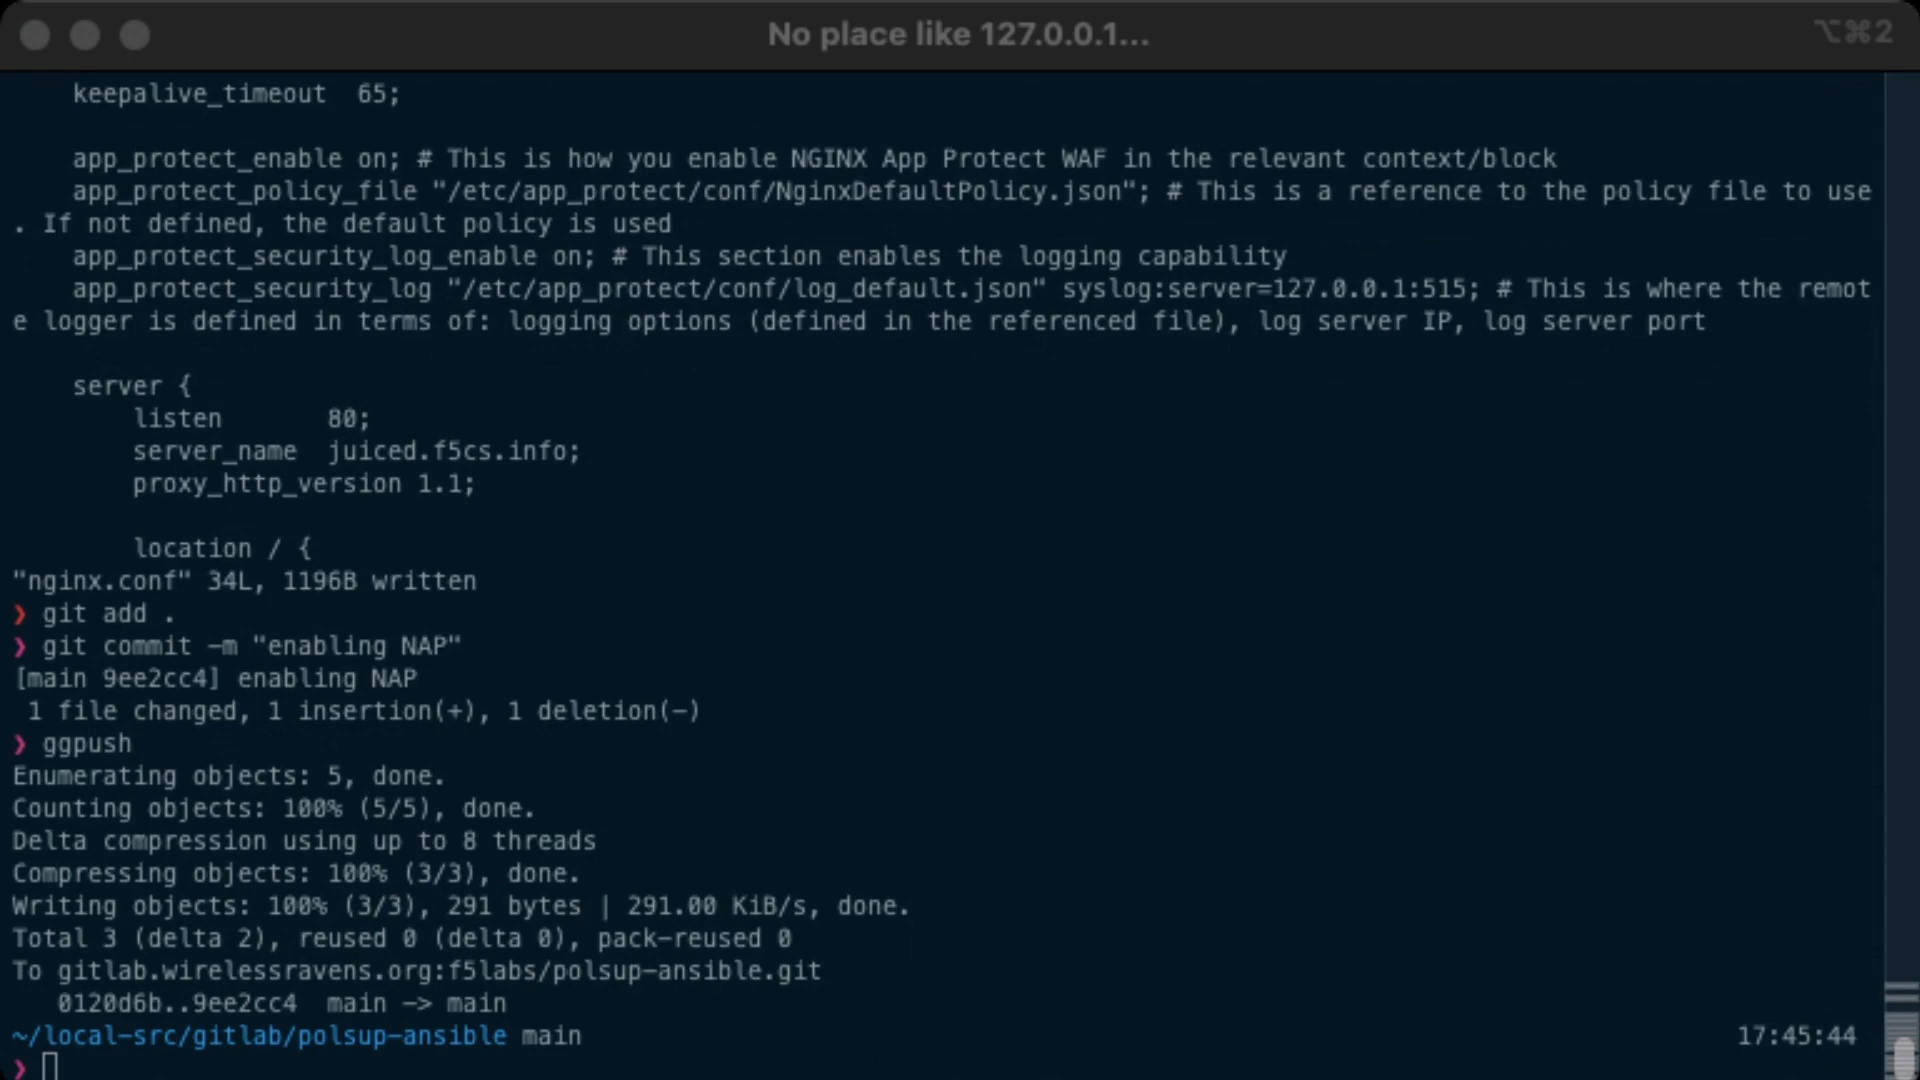 No place like 127.0.0.1...
⌥⌘2
keepalive_timeout  65;
app_protect_enable on; # This is how you enable NGINX App Protect WAF in the relevant context/block
app_protect_policy_file "/etc/app_protect/conf/NginxDefaultPolicy.json"; # This is a reference to the policy file to use
. If not defined, the default policy is used
app_protect_security_log_enable on; # This section enables the logging capability
app_protect_security_log "/etc/app_protect/conf/log_default.json" syslog:server=127.0.0.1:515; # This is where the remot
e logger is defined in terms of: logging options (defined in the referenced file), log server IP, log server port
server {
listen       80;
server_name  juiced.f5cs.info;
proxy_http_version 1.1;
location / {
"nginx.conf" 34L, 1196B written
❯ git add .
❯ git commit -m "enabling NAP"
[main 9ee2cc4] enabling NAP
1 file changed, 1 insertion(+), 1 deletion(-)
❯ ggpush
Enumerating objects: 5, done.
Counting objects: 100% (5/5), done.
Delta compression using up to 8 threads
Compressing objects: 100% (3/3), done.
Writing objects: 100% (3/3), 291 bytes | 291.00 KiB/s, done.
Total 3 (delta 2), reused 0 (delta 0), pack-reused 0
To gitlab.wirelessravens.org:f5labs/polsup-ansible.git
0120d6b..9ee2cc4  main -> main
~/local-src/gitlab/polsup-ansible main
17:45:44
❯